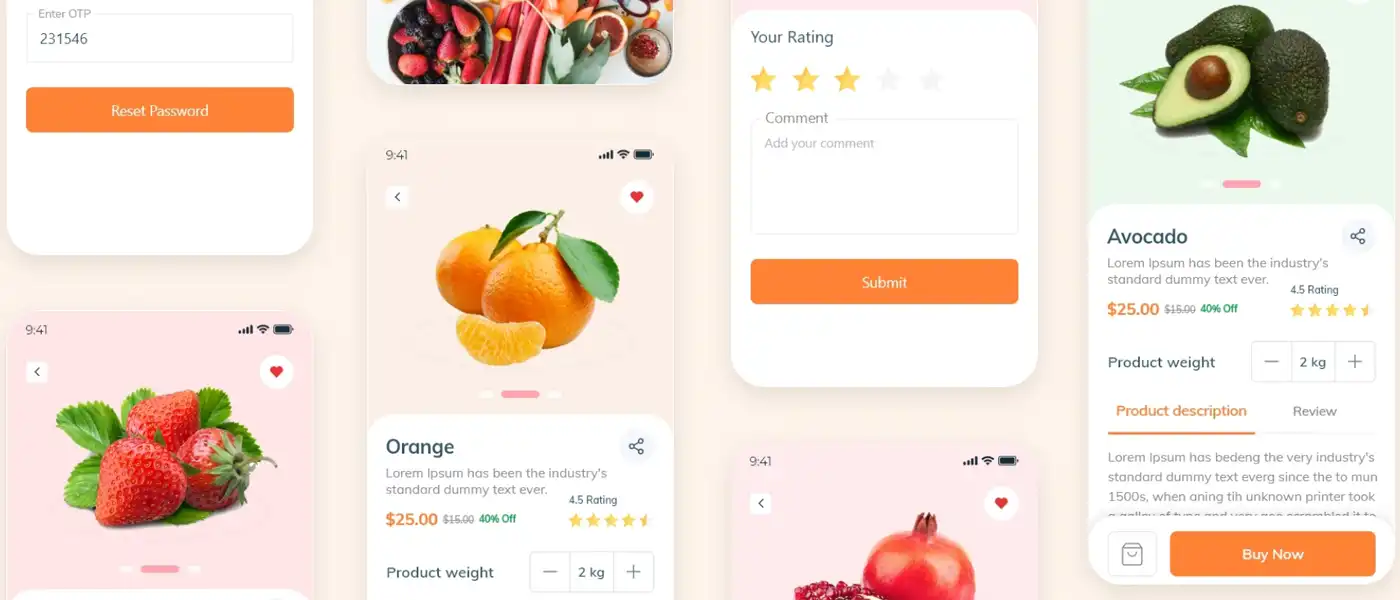 Enter OTP
231546
Reset Password
9:41
9:41
Orange
Lorem Ipsum has been the industry's
standard dummy text ever.
4.5 Rating
$25.00 $15.00 40% Off
Product weight
2 kg
Your Rating
Comment
Add your comment
Submit
9:41
Avocado
Lorem Ipsum has been the industry's
standard dummy text ever.
4.5 Rating
$25.00 $15.00 40% Off
Product weight
2 kg
Product description
Review
Lorem Ipsum has bedeng the very industry's
standard dummy text everg since the to mun
1500s, when aning tih unknown printer took
Buy Now